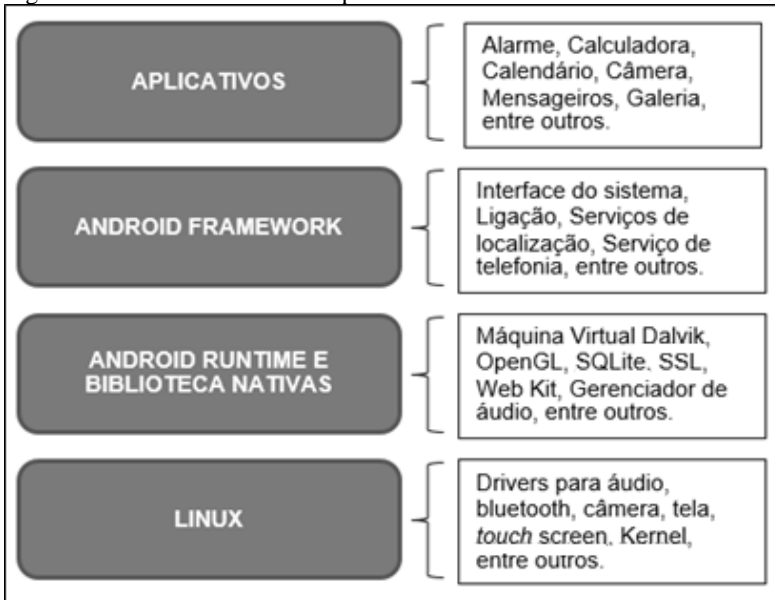 APLICATIVOS
Alarme, Calculadora,
Calendário, Câmera,
Mensageiros, Galeria,
entre outros.
ANDROID FRAMEWORK
Interface do sistema,
Ligação, Serviços de
localização, Serviço de
telefonia, entre outros.
ANDROID RUNTIME E
BIBLIOTECA NATIVAS
Máquina Virtual Dalvik,
OpenGL, SQLite. SSL,
Web Kit, Gerenciador de
áudio, entre outros.
LINUX
Drivers para áudio,
bluetooth, câmera, tela,
touch screen. Kernel,
entre outros.